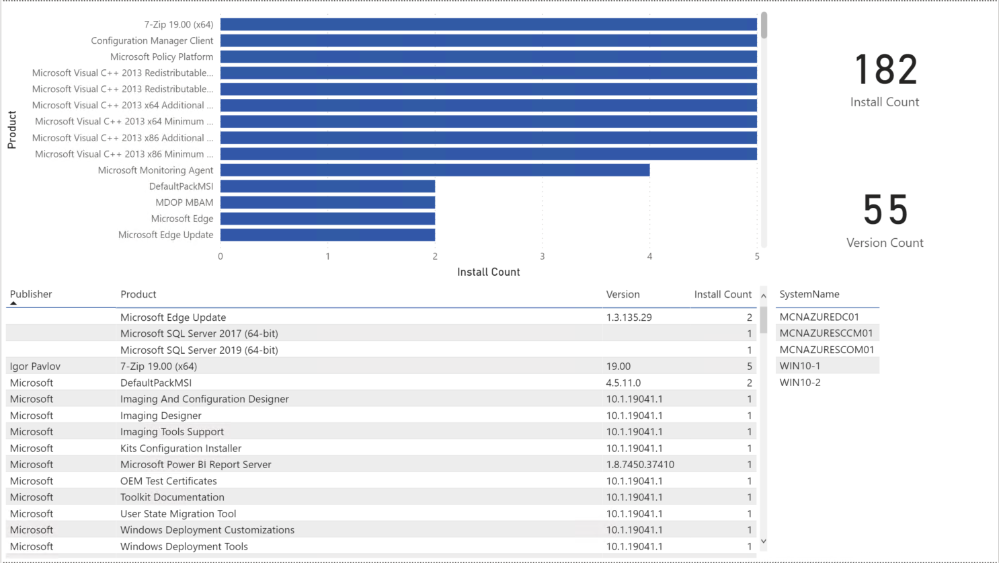 Product
7-Zip 19.00 (x64)
Configuration Manager Client
Microsoft Policy Platform
Microsoft Visual C++ 2013 Redistributable...
Microsoft Visual C++ 2013 Redistributable...
Microsoft Visual C++ 2013 x64 Additional ...
Microsoft Visual C++ 2013 x64 Minimum ...
Microsoft Visual C++ 2013 x86 Additional ...
Microsoft Visual C++ 2013 x86 Minimum ...
Microsoft Monitoring Agent
DefaultPackMSI
MDOP MBAM
Microsoft Edge
Microsoft Edge Update
0 1 2 3 4 5
Install Count
182
Install Count
55
Version Count
Publisher Product Version Install Count
Microsoft Edge Update 1.3.135.29 2
Microsoft SQL Server 2017 (64-bit) 1
Microsoft SQL Server 2019 (64-bit) 1
Igor Pavlov 7-Zip 19.00 (x64) 19.00 5
Microsoft DefaultPackMSI 4.5.11.0 2
Microsoft Imaging And Configuration Designer 10.1.19041.1 1
Microsoft Imaging Designer 10.1.19041.1 1
Microsoft Imaging Tools Support 10.1.19041.1 1
Microsoft Kits Configuration Installer 10.1.19041.1 1
Microsoft Microsoft Power BI Report Server 1.8.7450.37410 1
Microsoft OEM Test Certificates 10.1.19041.1 1
Microsoft Toolkit Documentation 10.1.19041.1 1
Microsoft User State Migration Tool 10.1.19041.1 1
Microsoft Windows Deployment Customizations 10.1.19041.1 1
Microsoft Windows Deployment Tools 10.1.19041.1 1
SystemName
MCNAZUREDC01
MCNAZURESCCM01
MCNAZURESCOM01
WIN10-1
WIN10-2